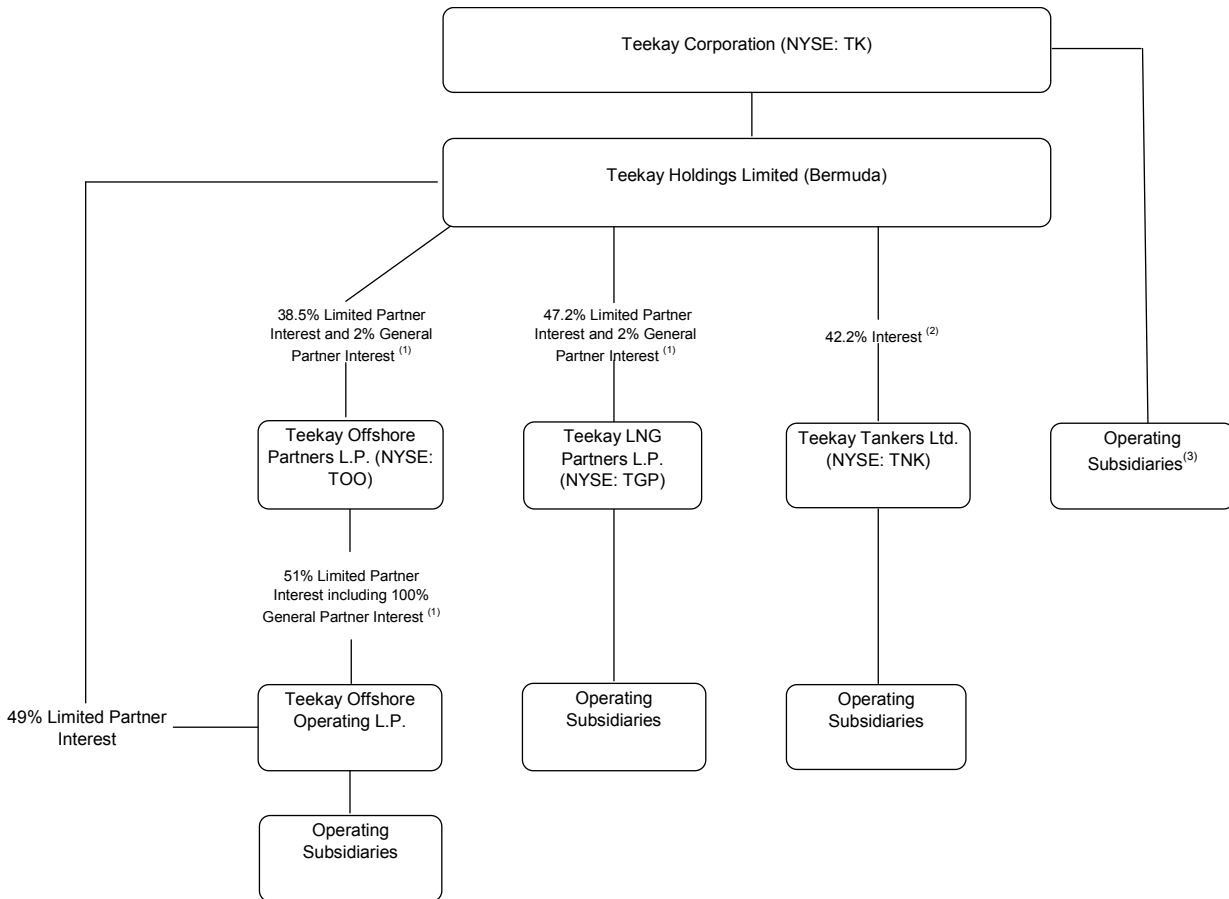 Teekay Corporation (NYSE: TK)
Teekay Holdings Limited (Bermuda)
38.5% Limited Partner
Interest and 2% General
Partner Interest (1)
47.2% Limited Partner
Interest and 2% General
Partner Interest (1)
42.2% Interest (2)
Teekay Offshore
Partners L.P. (NYSE:
TOO)
Teekay LNG
Partners L.P.
(NYSE: TGP)
Teekay Tankers Ltd.
(NYSE: TNK)
Operating
Subsidiaries(3)
51% Limited Partner
Interest including 100%
General Partner Interest (1)
49% Limited Partner
Interest
Teekay Offshore
Operating L.P.
Operating
Subsidiaries
Operating
Subsidiaries
Operating
Subsidiaries